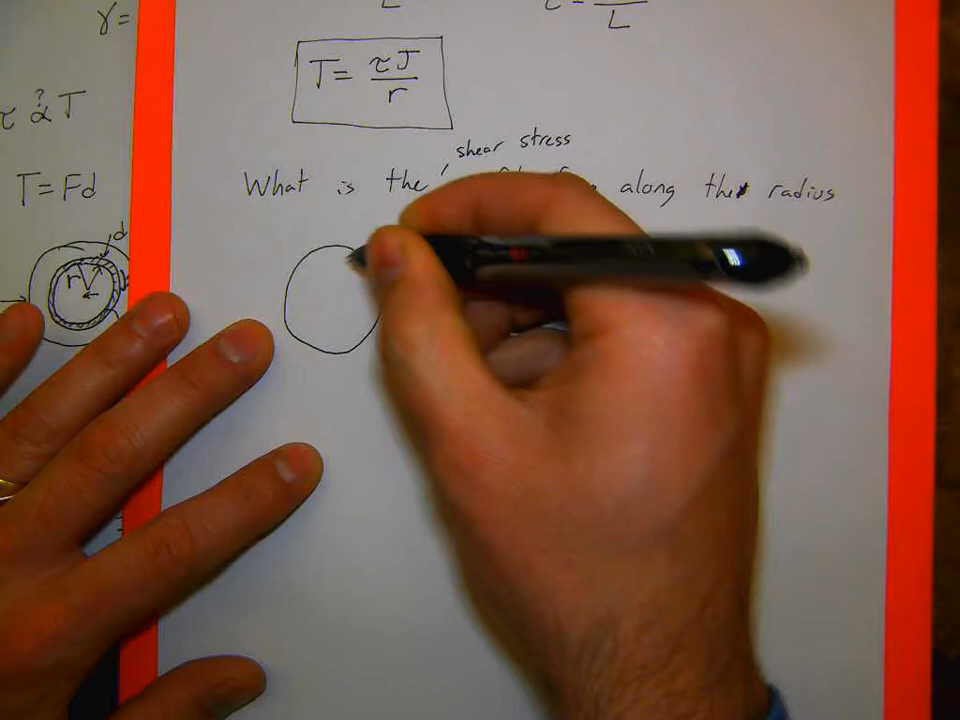 γ=
τ α? T
T=Fd
d
r
L
τ = 
L
T= τJ
r
shear stress
What is the along the radius